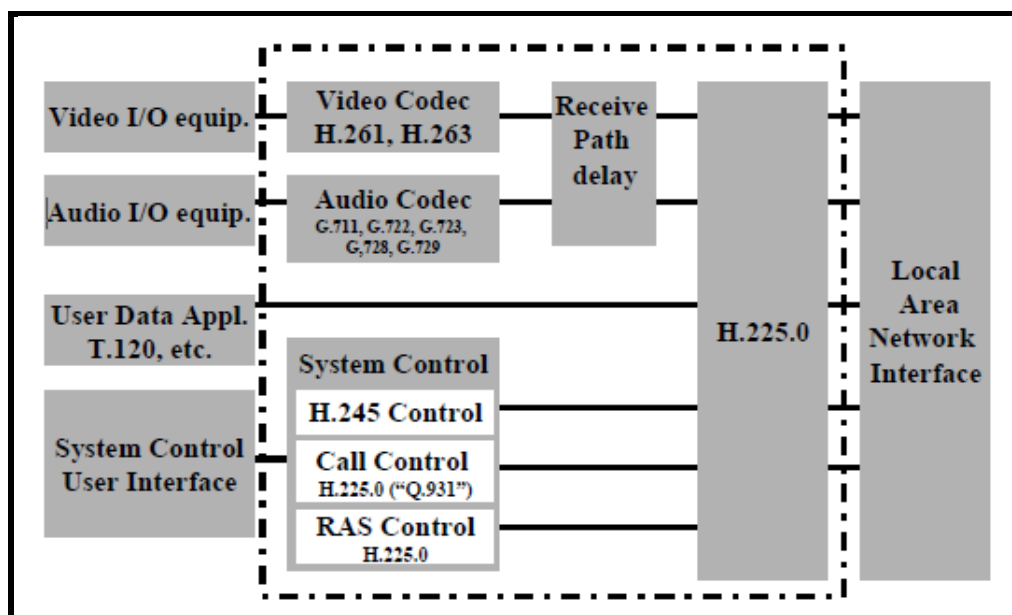 Video I/O equip.
Video Codec
H.261, H.263
Receive
Path
delay
Audio I/O equip.
Audio Codec
G.711, G.722, G.723,
G,728, G.729
User Data Appl.
T.120, etc.
System Control
User Interface
System Control
H.245 Control
Call Control
H.225.0 (“Q.931”)
RAS Control
H.225.0
H.225.0
Local
Area
Network
Interface